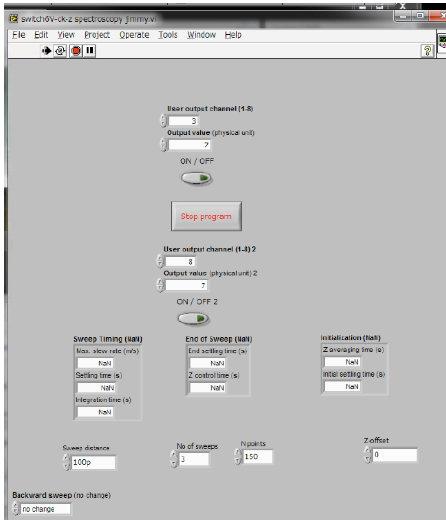 switch6V-ck-z spectroscopy jimmy.vi
File Edit View Project Operate Tools Window Help
User output channel (1-8)
3
Output value (physical unit)
2
ON / OFF
Stop program
User output channel (1-8) 2
8
Output value (physical unit) 2
7
ON / OFF 2
Sweep Timing (NaN)
Max. slew rate (m/s)
NaN
Settling time (s)
NaN
Integration time (s)
NaN
End of Sweep (NaN)
End settling time (s)
NaN
Z control time (s)
NaN
Initialization (NaN)
Z averaging time (s)
NaN
Initial settling time (s)
NaN
Sweep distance
100p
No of sweeps
3
N points
150
Z-offset
0
Backward sweep (no change)
no change